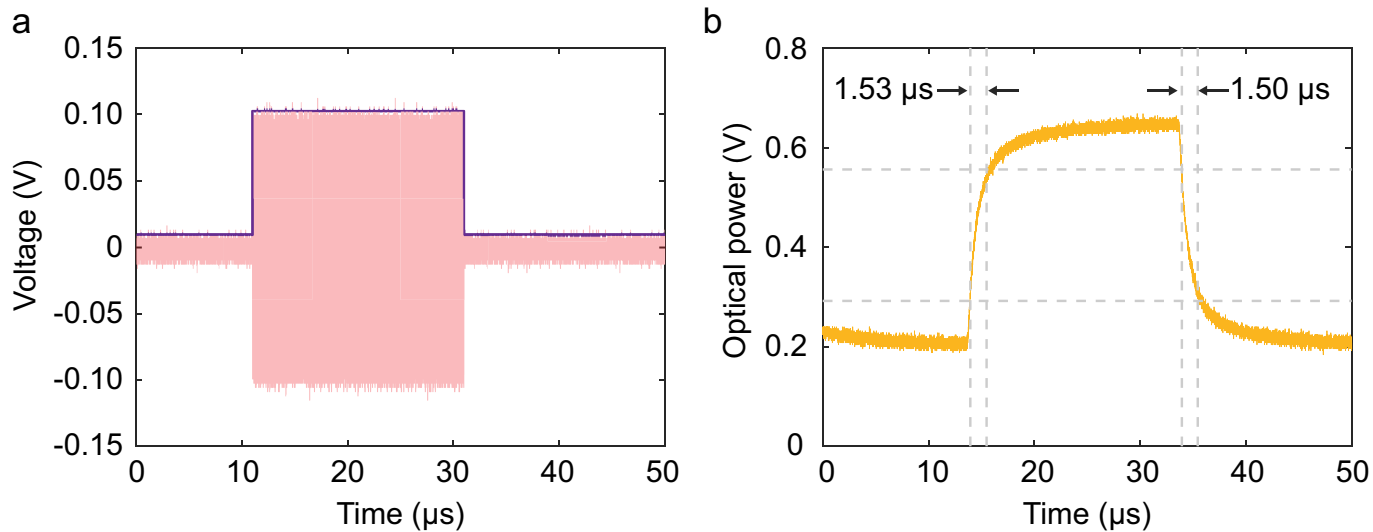 a
0.15
0.10
0.05
0
-0.05
-0.10
-0.15
Voltage (V)
0 10 20 30 40 50
Time (µs)
b
0.8
0.6
0.4
0.2
0
Optical power (V)
1.53 µs
1.50 µs
0 10 20 30 40 50
Time (µs)